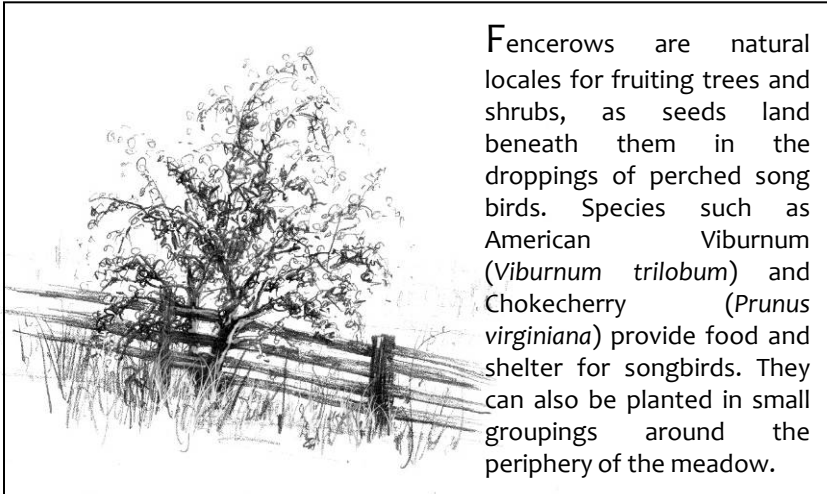 Fencerows are natural
locales for fruiting trees and
shrubs, as seeds land
beneath them in the
droppings of perched song
birds. Species such as
American Viburnum
(Viburnum trilobum) and
Chokecherry (Prunus
virginiana) provide food and
shelter for songbirds. They
can also be planted in small
groupings around the
periphery of the meadow.